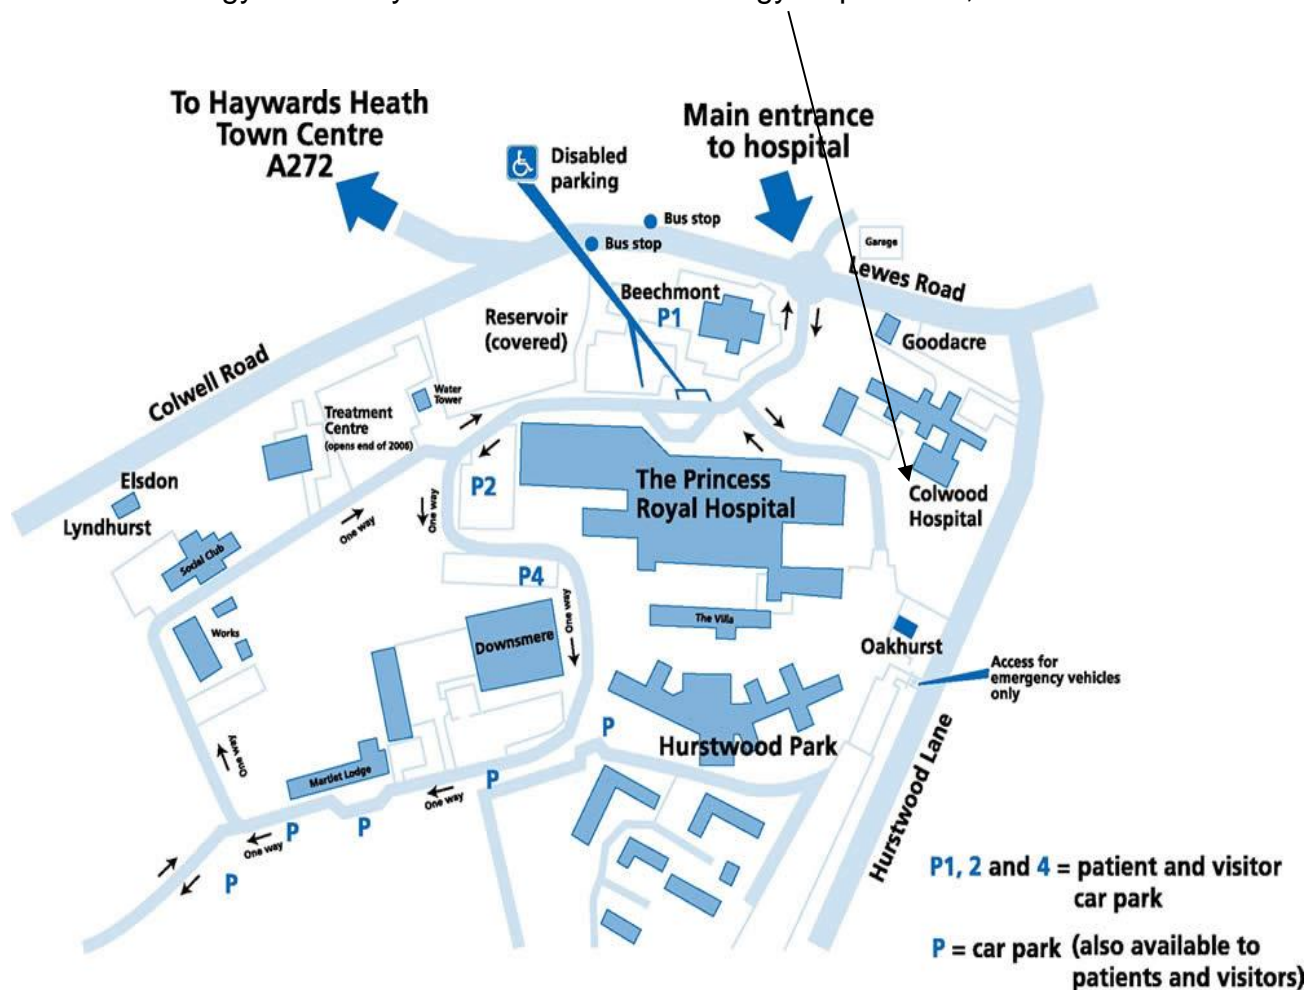 To Haywards Heath
Town Centre
A272
Main entrance
to hospital
Disabled
parking
Bus stop
Bus stop
Garage
Lewes Road
Beechmont
P1
Reservoir
(covered)
Goodacre
Colwell Road
Water
Tower
Treatment
Centre
(opens end of 2006)
Elsdon
Lyndhurst
P2
One way
One way
The Princess
Royal Hospital
Colwood
Hospital
Social Club
P4
One way
Works
The Villa
Downsmere
Oakhurst
Access for
emergency vehicles
only
P
Hurstwood Park
One way
Martlet Lodge
P
One way
P
P
One way
P
Hurstwood Lane
P1, 2 and 4 = patient and visitor
car park
P = car park (also available to
patients and visitors)